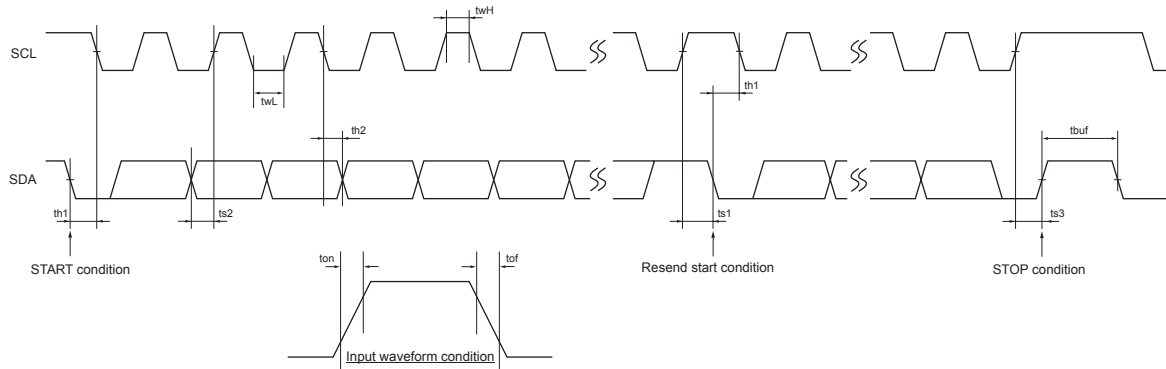 twH
SCL
th1
twL
th2
tbuf
SDA
th1
ts2
ts1
ts3
START condition
ton
tof
Resend start condition
STOP condition
Input waveform condition